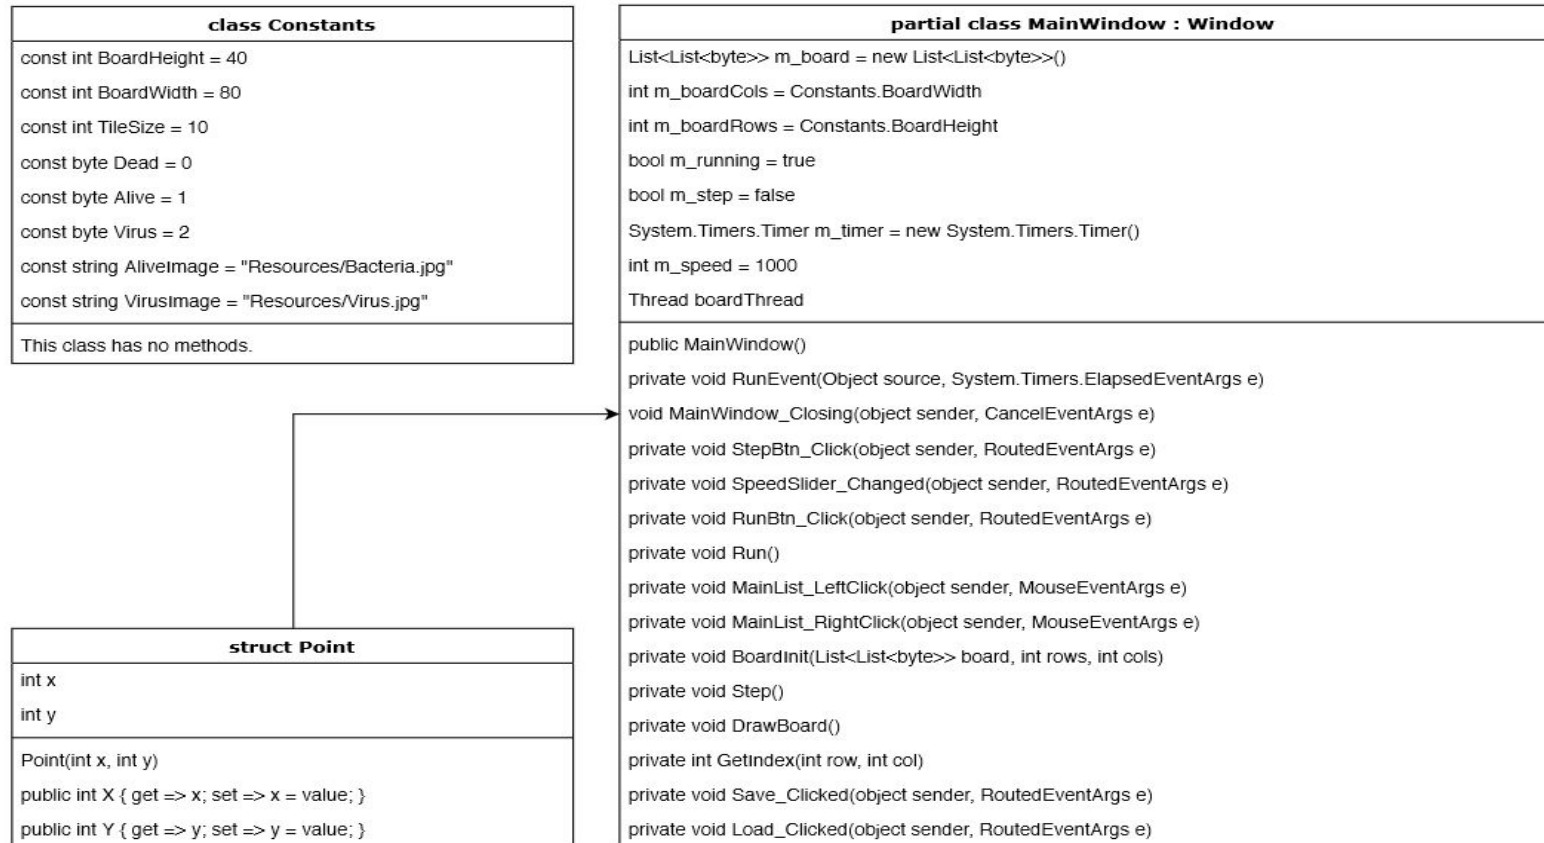 class Constants
const int BoardHeight = 40
const int BoardWidth = 80
const int TileSize = 10
const byte Dead = 0
const byte Alive = 1
const byte Virus = 2
const string AliveImage = "Resources/Bacteria.jpg"
const string VirusImage = "Resources/Virus.jpg"
This class has no methods.
partial class MainWindow : Window
List<List<byte>> m_board = new List<List<byte>>()
int m_boardCols = Constants.BoardWidth
int m_boardRows = Constants.BoardHeight
bool m_running = true
bool m_step = false
System.Timers.Timer m_timer = new System.Timers.Timer()
int m_speed = 1000
Thread boardThread
public MainWindow()
private void RunEvent(Object source, System.Timers.ElapsedEventArgs e)
void MainWindow_Closing(object sender, CancelEventArgs e)
private void StepBtn_Click(object sender, RoutedEventArgs e)
private void SpeedSlider_Changed(object sender, RoutedEventArgs e)
private void RunBtn_Click(object sender, RoutedEventArgs e)
private void Run()
private void MainList_LeftClick(object sender, MouseEventArgs e)
private void MainList_RightClick(object sender, MouseEventArgs e)
private void BoardInit(List<List<byte>> board, int rows, int cols)
private void Step()
private void DrawBoard()
private int GetIndex(int row, int col)
private void Save_Clicked(object sender, RoutedEventArgs e)
private void Load_Clicked(object sender, RoutedEventArgs e)
struct Point
int x
int y
Point(int x, int y)
public int X { get => x; set => x = value; }
public int Y { get => y; set => y = value; }